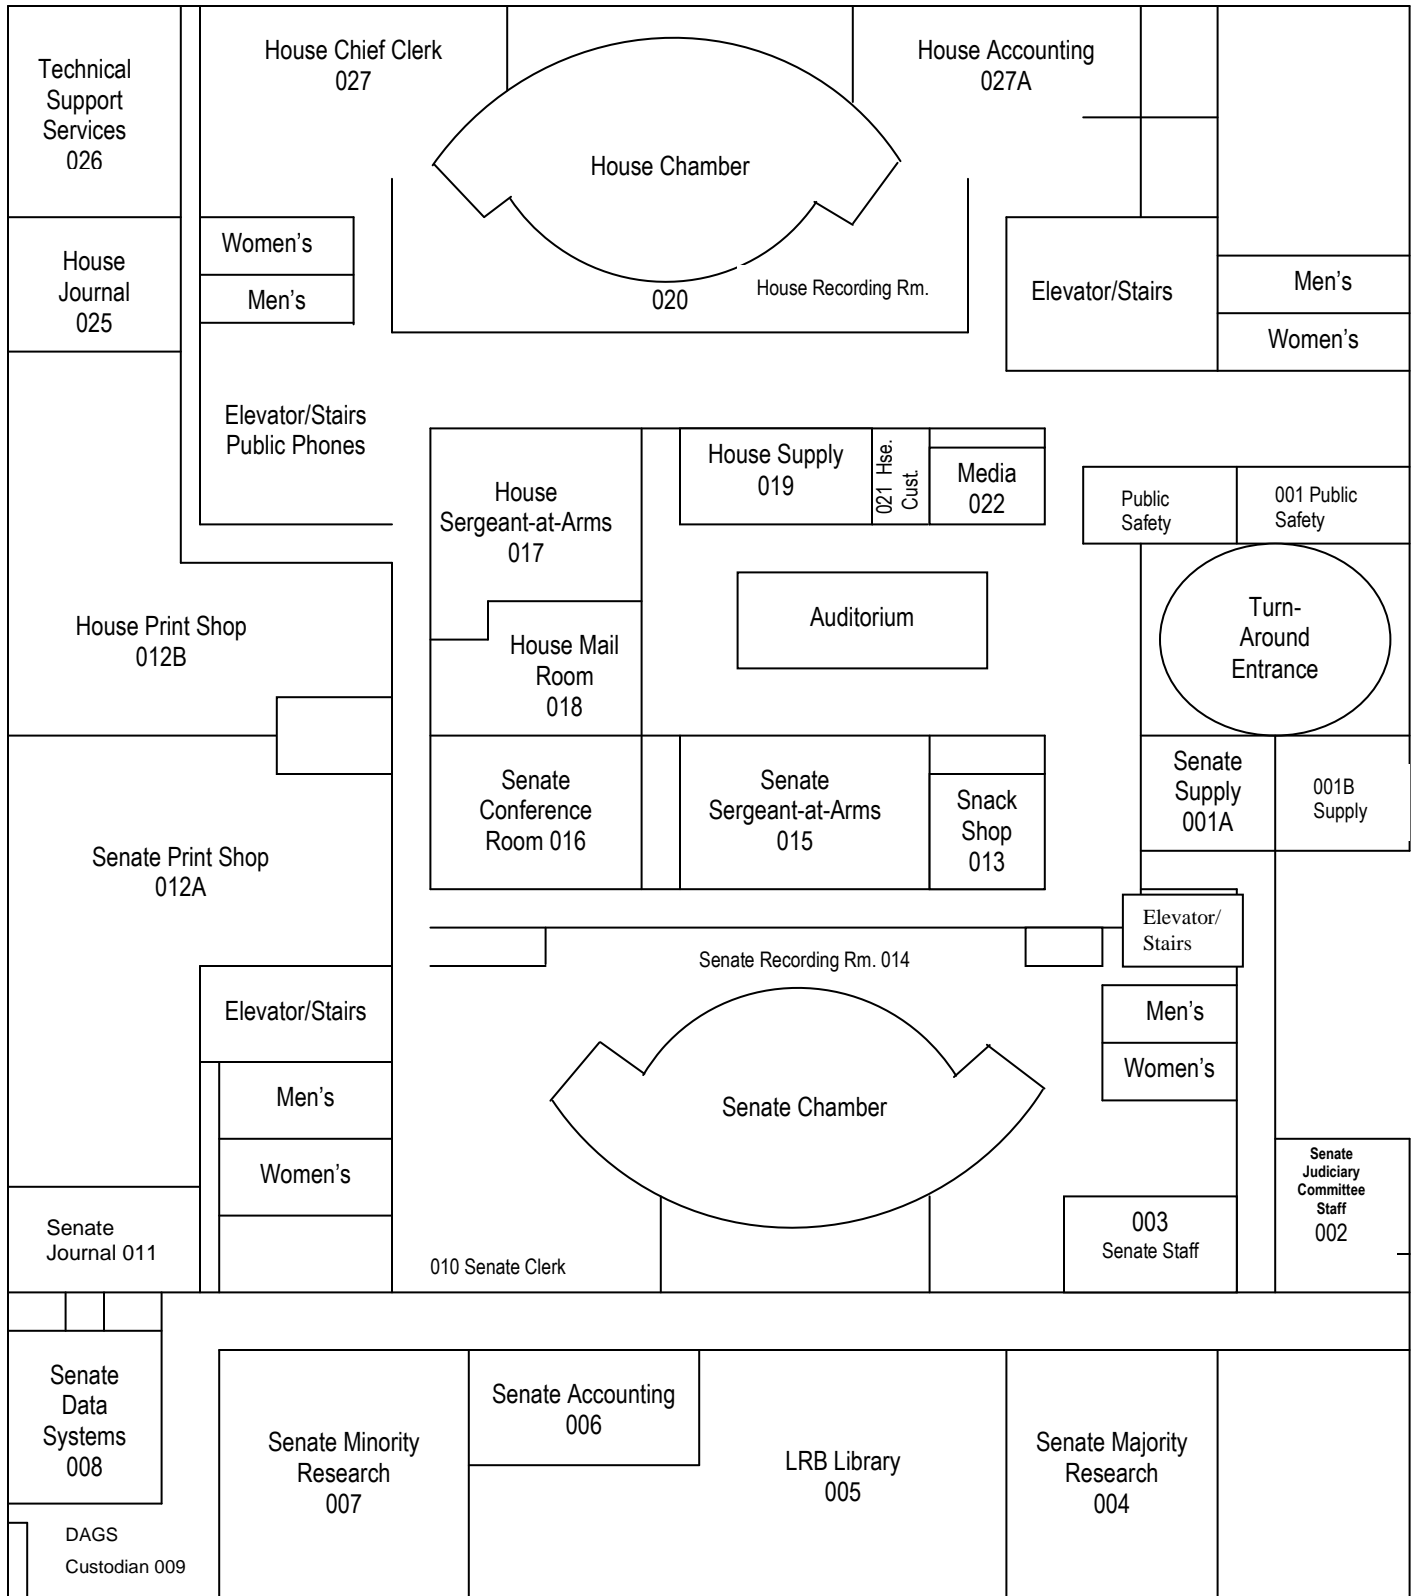 Technical
Support
Services
026
House Chief Clerk
027
House Accounting
027A
House Chamber
House
Journal
025
Women's
Men's
020
House Recording Rm.
Elevator/Stairs
Men's
Women's
Elevator/Stairs
Public Phones
House
Sergeant-at-Arms
017
House Supply
019
021 Hse.
Cust.
Media
022
Public
Safety
001 Public
Safety
House Print Shop
012B
House Mail
Room
018
Auditorium
Turn-
Around
Entrance
Senate
Conference
Room 016
Senate
Sergeant-at-Arms
015
Snack
Shop
013
Senate
Supply
001A
001B
Supply
Senate Print Shop
012A
Elevator/
Stairs
Senate Recording Rm. 014
Elevator/Stairs
Men's
Women's
Men's
Women's
Senate Chamber
Senate
Judiciary
Committee
Staff
002
Senate
Journal 011
010 Senate Clerk
003
Senate Staff
Senate
Data
Systems
008
Senate Minority
Research
007
Senate Accounting
006
LRB Library
005
Senate Majority
Research
004
DAGS
Custodian 009